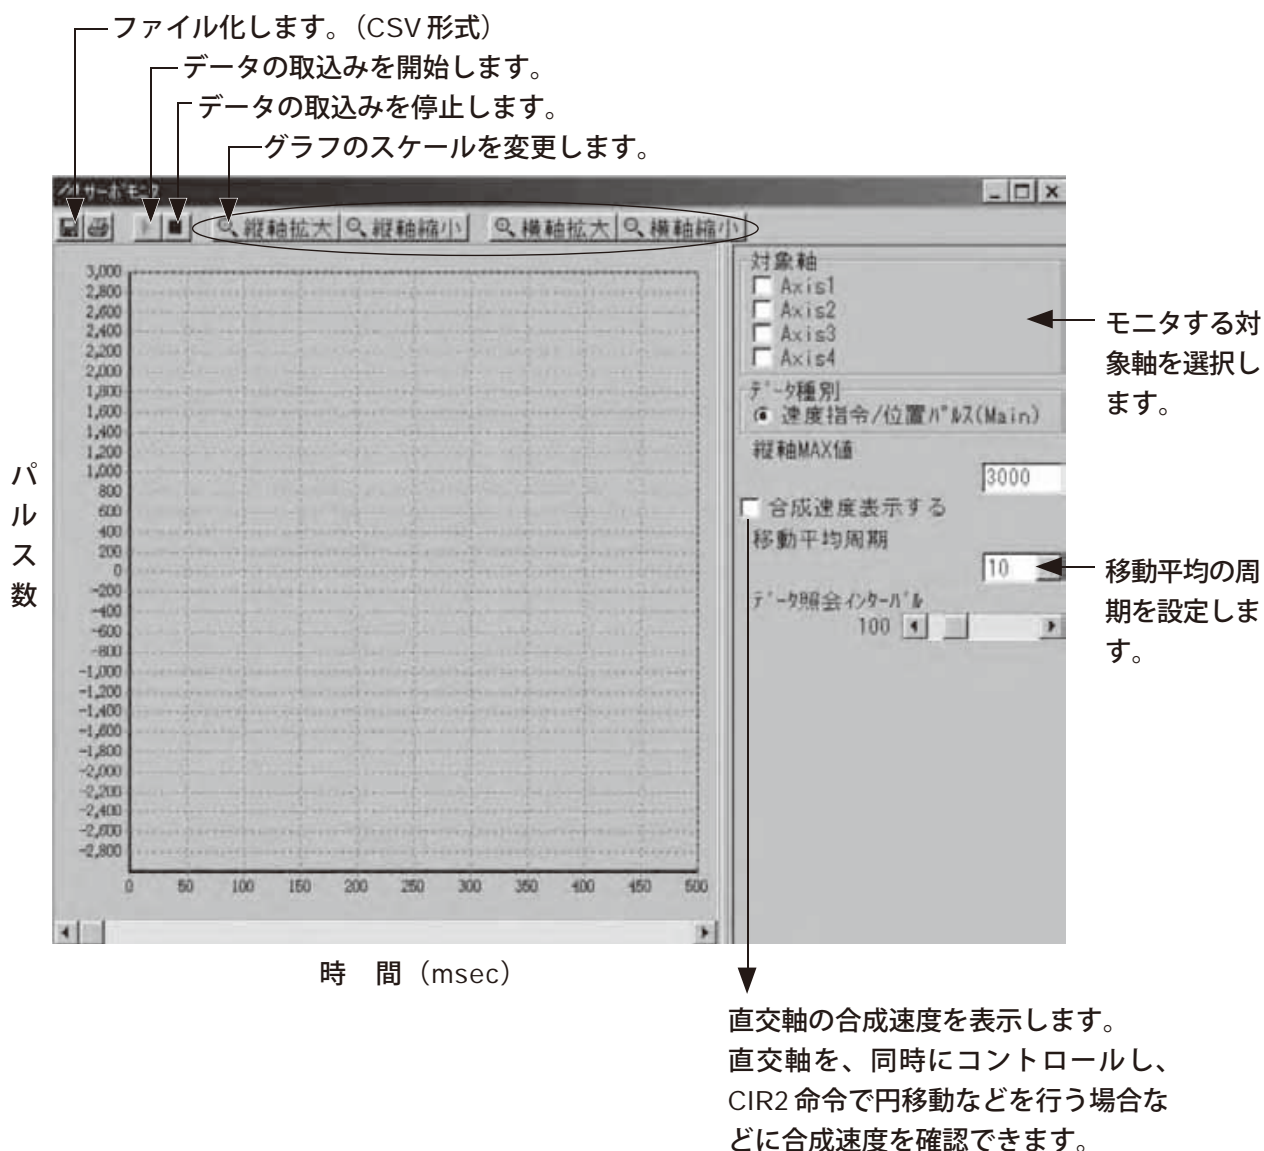 ファイル化します。（CSV 形式）
データの取込みを開始します。
データの取込みを停止します。
グラフのスケールを変更します。
サーボモニタ
縦軸拡大 縦軸縮小 横軸拡大 横軸縮小
3,000
2,800
2,600
2,400
2,200
2,000
1,800
1,600
1,400
1,200
1,000
800
600
400
200
0
-200
-400
-600
-800
-1,000
-1,200
-1,400
-1,600
-1,800
-2,000
-2,200
-2,400
-2,600
-2,800
0 50 100 150 200 250 300 350 400 450 500
パルス数
時　間（msec）
対象軸
Axis1
Axis2
Axis3
Axis4
ﾃﾞｰﾀ種別
速度指令/位置ﾊﾟﾙｽ(Main)
縦軸MAX値
3000
合成速度表示する
移動平均周期
10
ﾃﾞｰﾀ照会ｲﾝﾀｰﾊﾞﾙ
100
モニタする対
象軸を選択し
ます。
移動平均の周
期を設定しま
す。
直交軸の合成速度を表示します。
直交軸を、同時にコントロールし、
CIR2 命令で円移動などを行う場合な
どに合成速度を確認できます。